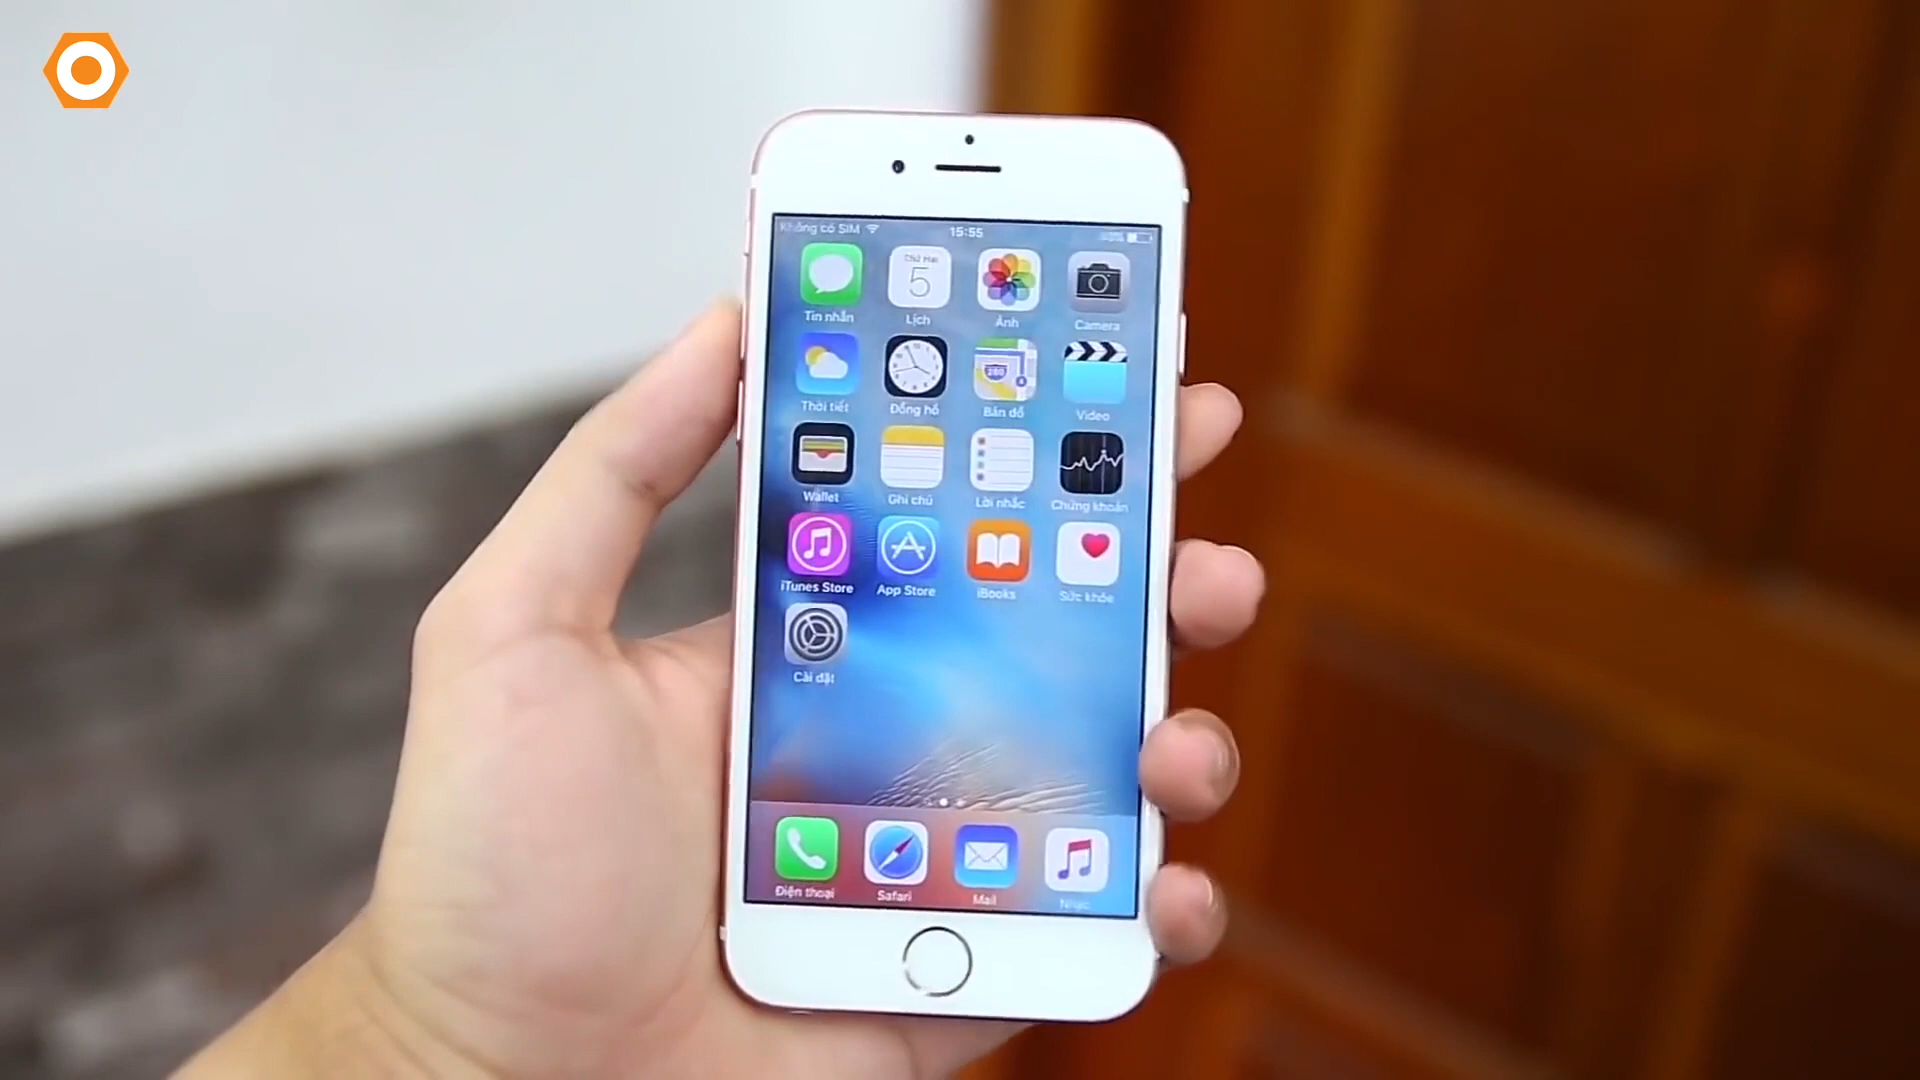 Không có SIM 15:55
Thứ Hai
5
Tin nhắn Lịch Ảnh Camera
280
Thời tiết Đồng hồ Bản đồ Video
Wallet Ghi chú Lời nhắc Chứng khoán
iTunes Store App Store iBooks Sức khỏe
Cài đặt
Điện thoại Safari Mail Nhạc